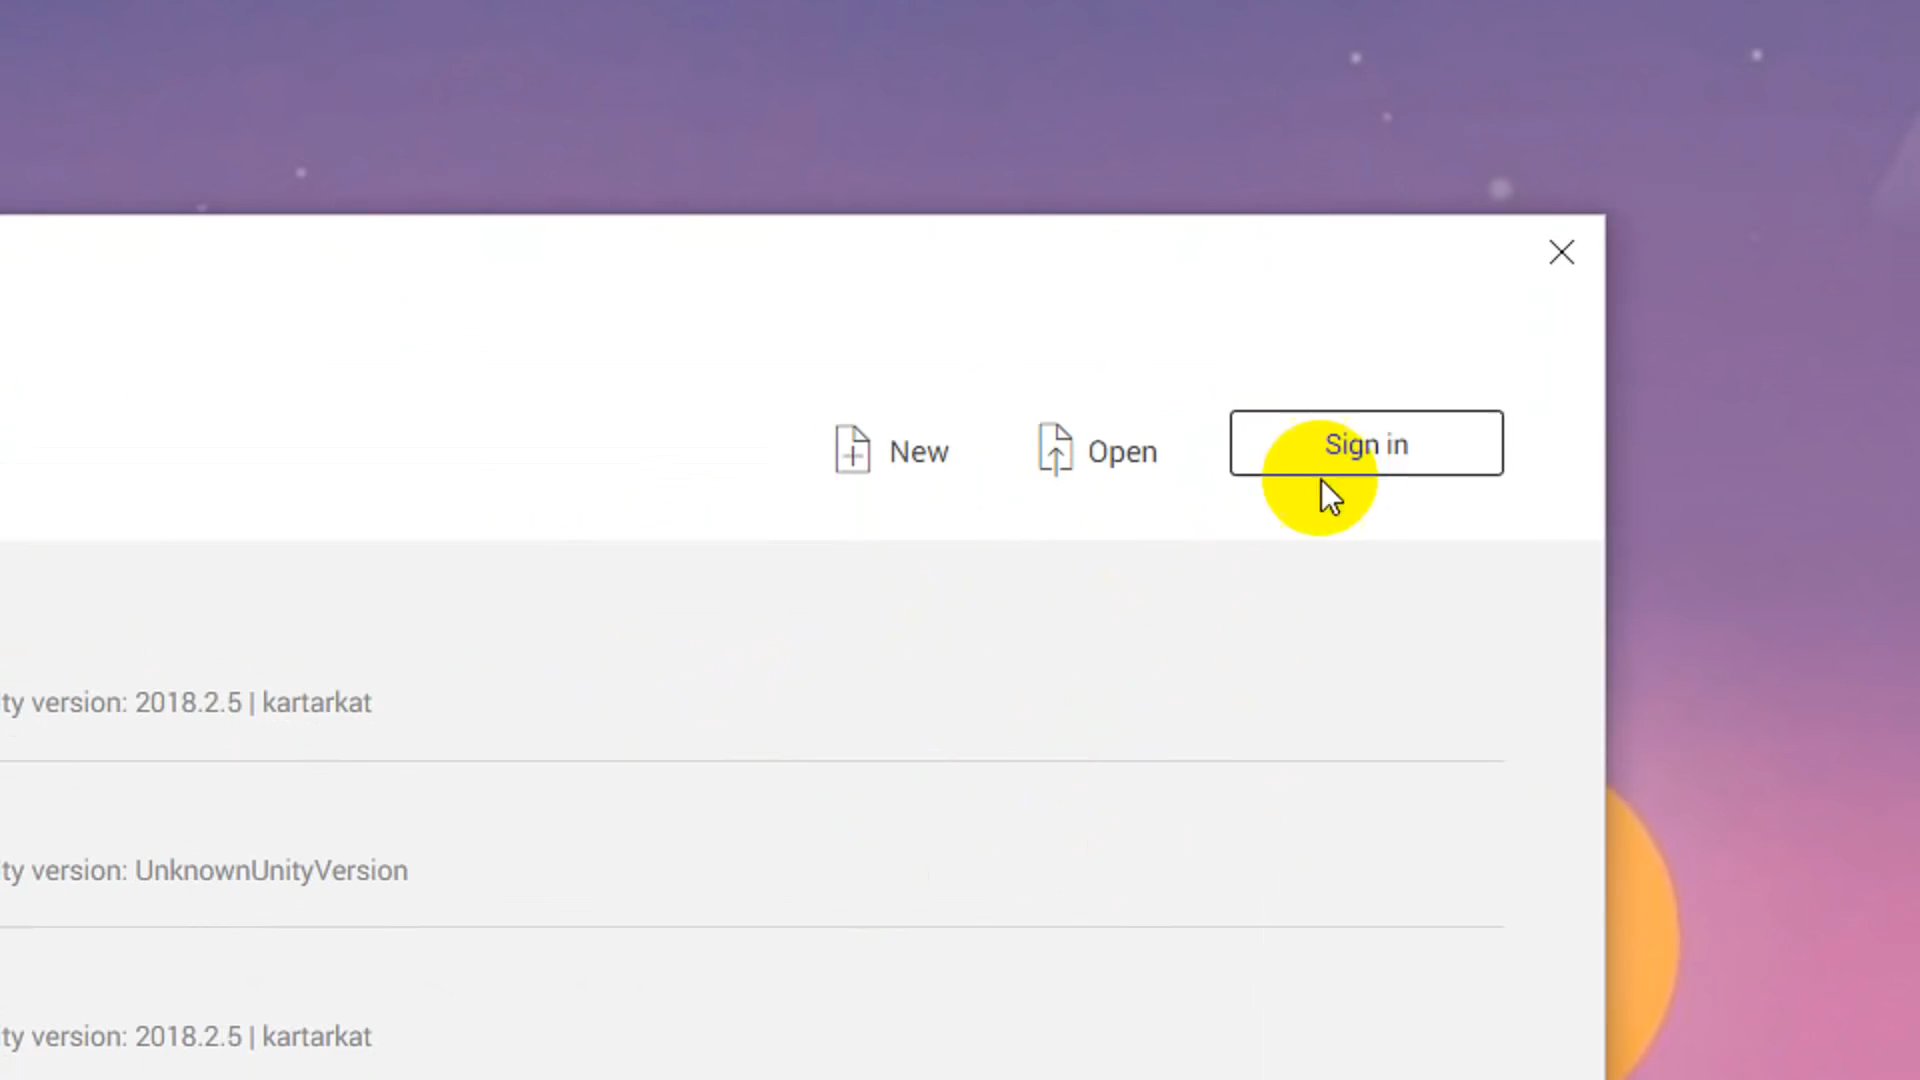 New
Open
Sign in
ty version: 2018.2.5 | kartarkat
ty version: UnknownUnityVersion
ty version: 2018.2.5 | kartarkat